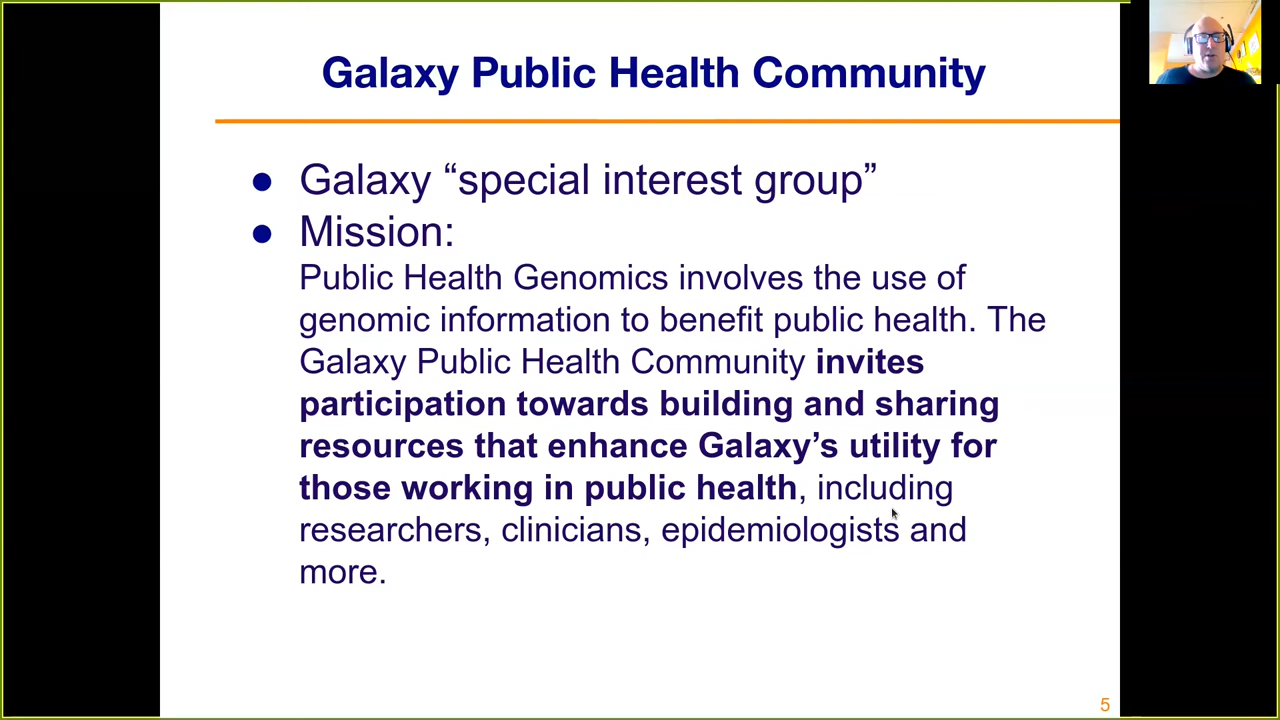 Galaxy Public Health Community
● Galaxy “special interest group”
● Mission:
Public Health Genomics involves the use of
genomic information to benefit public health. The
Galaxy Public Health Community invites
participation towards building and sharing
resources that enhance Galaxy’s utility for
those working in public health, including
researchers, clinicians, epidemiologists and
more.
5